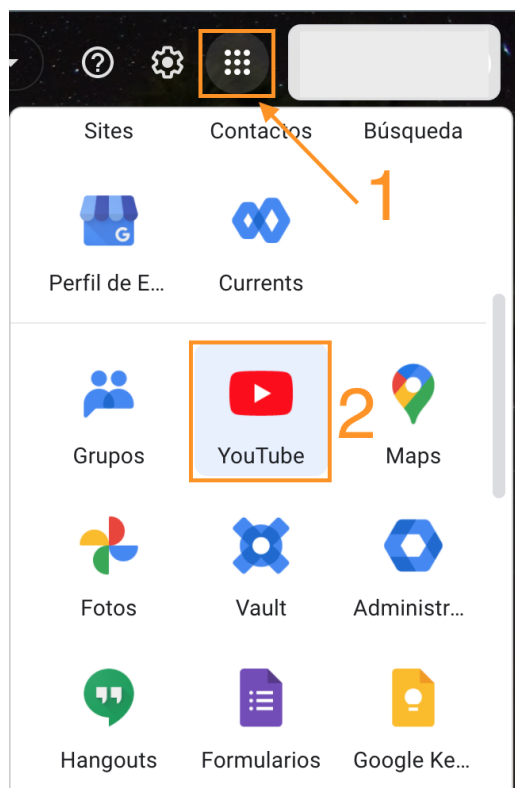 Sites Contactos Búsqueda
1
G
Perfil de E... Currents
2
Grupos YouTube Maps
Fotos Vault Administr...
Hangouts Formularios Google Ke...